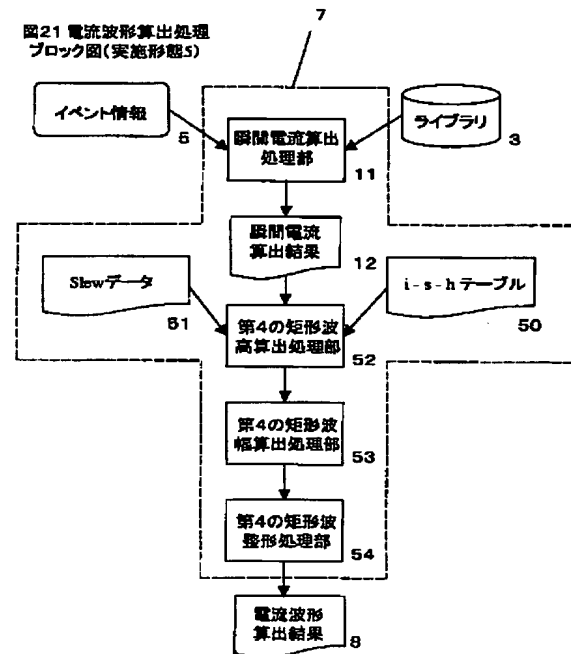 図21 電流波形算出処理
ブロック図(実施形態5)
7
イベント情報
5
ライブラリ
3
瞬間電流算出
処理部
11
瞬間電流
算出結果
12
Slewデータ
51
i-s-hテーブル
50
第4の矩形波
高算出処理部
52
第4の矩形波
幅算出処理部
53
第4の矩形波
整形処理部
54
電流波形
算出結果
8